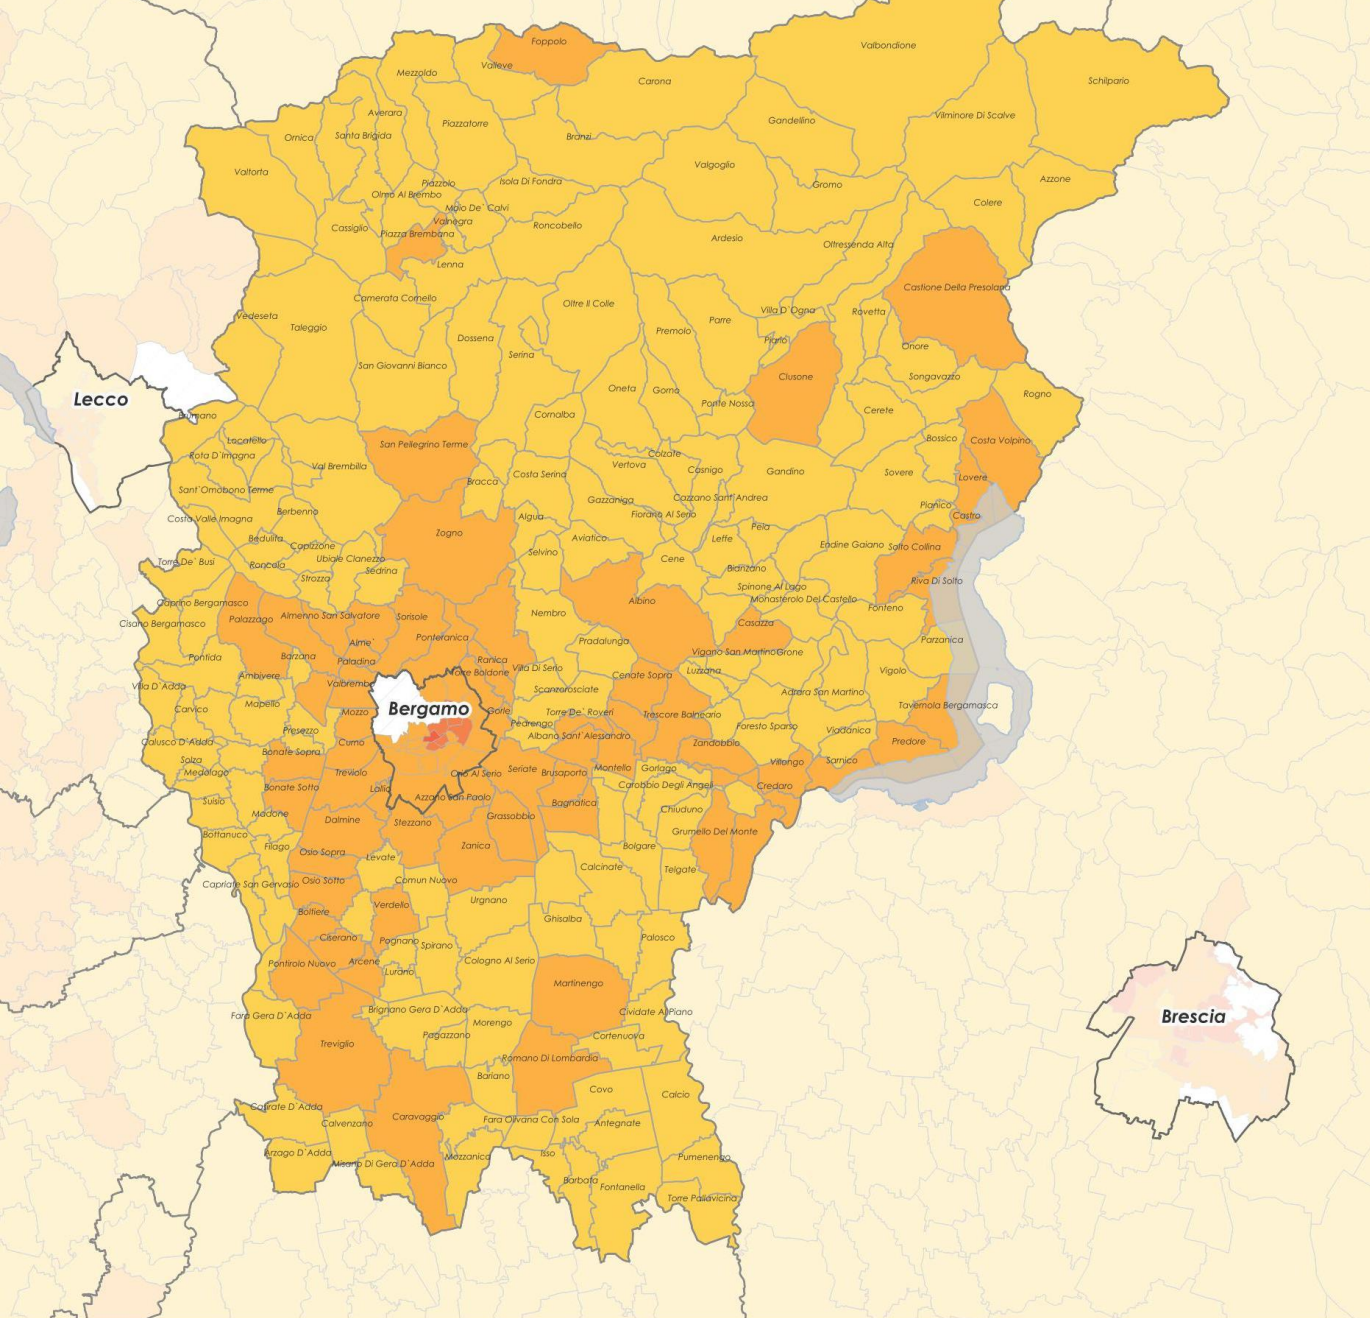 Foppolo
Valbondione
Valleve
Mezzoldo
Carona
Schilpario
Averara
Piazzatorre
Gandellino
Vilminore Di Scalve
Ornica
Santa Brigida
Branzi
Valtorta
Valgoglio
Piazzolo
Isola Di Fondra
Gromo
Azzone
Olmo Al Brembo
Moio De` Calvi
Colere
Cassiglio
Valnegra
Piazza Brembana
Roncobello
Ardesio
Oltressenda Alta
Lenna
Castione Della Presolana
Camerata Cornello
Oltre Il Colle
Vedeseta
Taleggio
Villa D`Ogna
Rovetta
Parre
Premolo
Dossena
Piario
Onore
Serina
San Giovanni Bianco
Clusone
Songavazzo
Oneta
Gorno
Rogno
Lecco
Ponte Nossa
Cerete
Brumano
Cornalba
Locatello
San Pellegrino Terme
Bossico
Costa Volpino
Rota D`Imagna
Colzate
Val Brembilla
Vertova
Casnigo
Gandino
Sovere
Costa Serina
Lovere
Bracca
Sant`Omobono Terme
Gazzaniga
Cazzano Sant`Andrea
Pianico
Berbenno
Costa Valle Imagna
Algua
Fiorano Al Serio
Castro
Peia
Zogno
Bedulita
Aviatico
Leffe
Capizzone
Endine Gaiano
Solto Collina
Selvino
Torre De` Busi
Roncola
Ubiale Clanezzo
Cene
Bianzano
Strozza
Sedrina
Spinone Al Lago
Riva Di Solto
Caprino Bergamasco
Albino
Monasterolo Del Castello
Fonteno
Palazzago
Almenno San Salvatore
Sorisole
Nembro
Cisano Bergamasco
Casazza
Ponteranica
Pradalunga
Parzanica
Alme`
Pontida
Barzana
Paladina
Ranica
Vigano San Martino
Grone
Villa Di Serio
Luzzana
Vigolo
Ambivere
Torre Boldone
Cenate Sopra
Villa D`Adda
Valbrembo
Scanzorosciate
Adrara San Martino
Mapello
Carvico
Bergamo
Mozzo
Gorle
Torre De` Roveri
Trescore Balneario
Tavernola Bergamasca
Pedrengo
Foresto Sparso
Presezzo
Viadanica
Albano Sant`Alessandro
Calusco D`Adda
Curno
Zandobbio
Predore
Bonate Sopra
Solza
Sarnico
Villongo
Medolago
Treviolo
Orio Al Serio
Seriate
Brusaporto
Montello
Gorlago
Bonate Sotto
Lallio
Carobbio Degli Angeli
Credaro
Suisio
Azzano San Paolo
Bagnatica
Madone
Chiuduno
Dalmine
Stezzano
Grassobbio
Bottanuco
Grumello Del Monte
Filago
Osio Sopra
Zanica
Bolgare
Levate
Calcinate
Telgate
Capriate San Gervasio
Osio Sotto
Comun Nuovo
Urgnano
Verdello
Boltiere
Ghisalba
Ciserano
Pognano
Spirano
Palosco
Pontirolo Nuovo
Arcene
Cologno Al Serio
Lurano
Martinengo
Fara Gera D`Adda
Brignano Gera D`Adda
Cividate Al Piano
Brescia
Morengo
Pagazzano
Cortenuova
Treviglio
Romano Di Lombardia
Bariano
Covo
Calcio
Casirate D`Adda
Caravaggio
Fara Olivana Con Sola
Calvenzano
Antegnate
Arzago D`Adda
Isso
Mozzanica
Pumenengo
Misano Di Gera D`Adda
Barbata
Fontanella
Torre Pallavicina